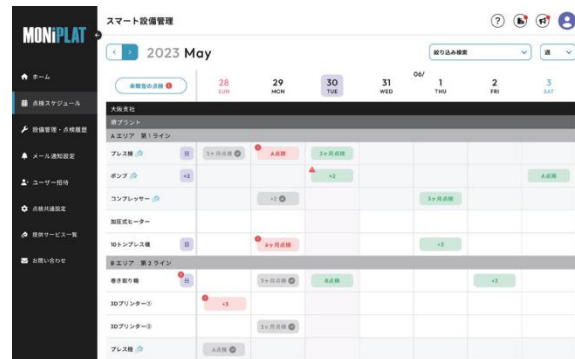 MONiPLAT
スマート設備管理
2023 May
絞り込み検索
週
ホーム
点検スケジュール
設備管理・点検履歴
メール通知設定
ユーザー招待
点検共通設定
提供サービス一覧
お問い合わせ
未報告の点検
28 SUN
29 MON
30 TUE
31 WED
06/
1 THU
2 FRI
3 SAT
大阪支社
堺プラント
Aエリア 第1ライン
プレス機 日 3ヶ月点検 A点検 3ヶ月点検
ポンプ +2 +2 A点検
コンプレッサー +2 3ヶ月点検
加圧式ヒーター
10トンプレス機 日 6ヶ月点検 +2
Bエリア 第2ライン
巻き取り機 日 3ヶ月点検 B点検 +2
3Dプリンター① +3
3Dプリンター② 3ヶ月点検
プレス機 A点検